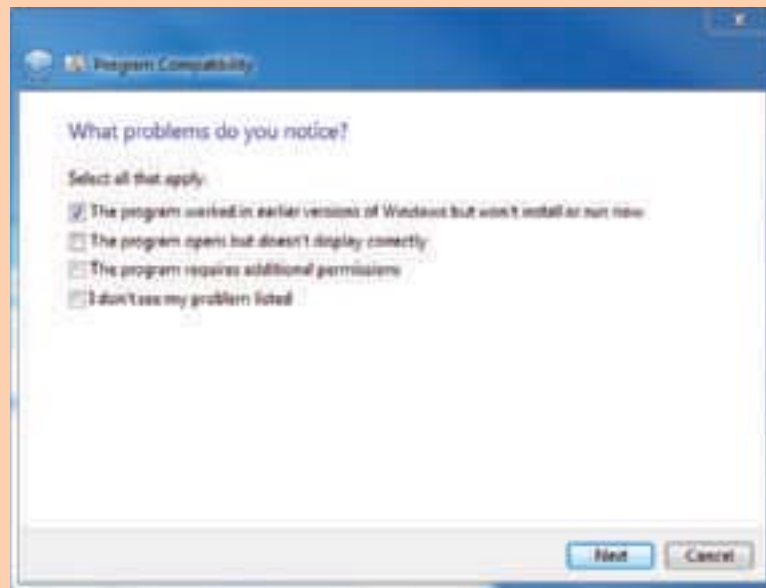 Program Compatibility
What problems do you notice?
Select all that apply:
The program worked in earlier versions of Windows but won't install or run now
The program opens but doesn't display correctly
The program requires additional permissions
I don't see my problem listed
Next
Cancel